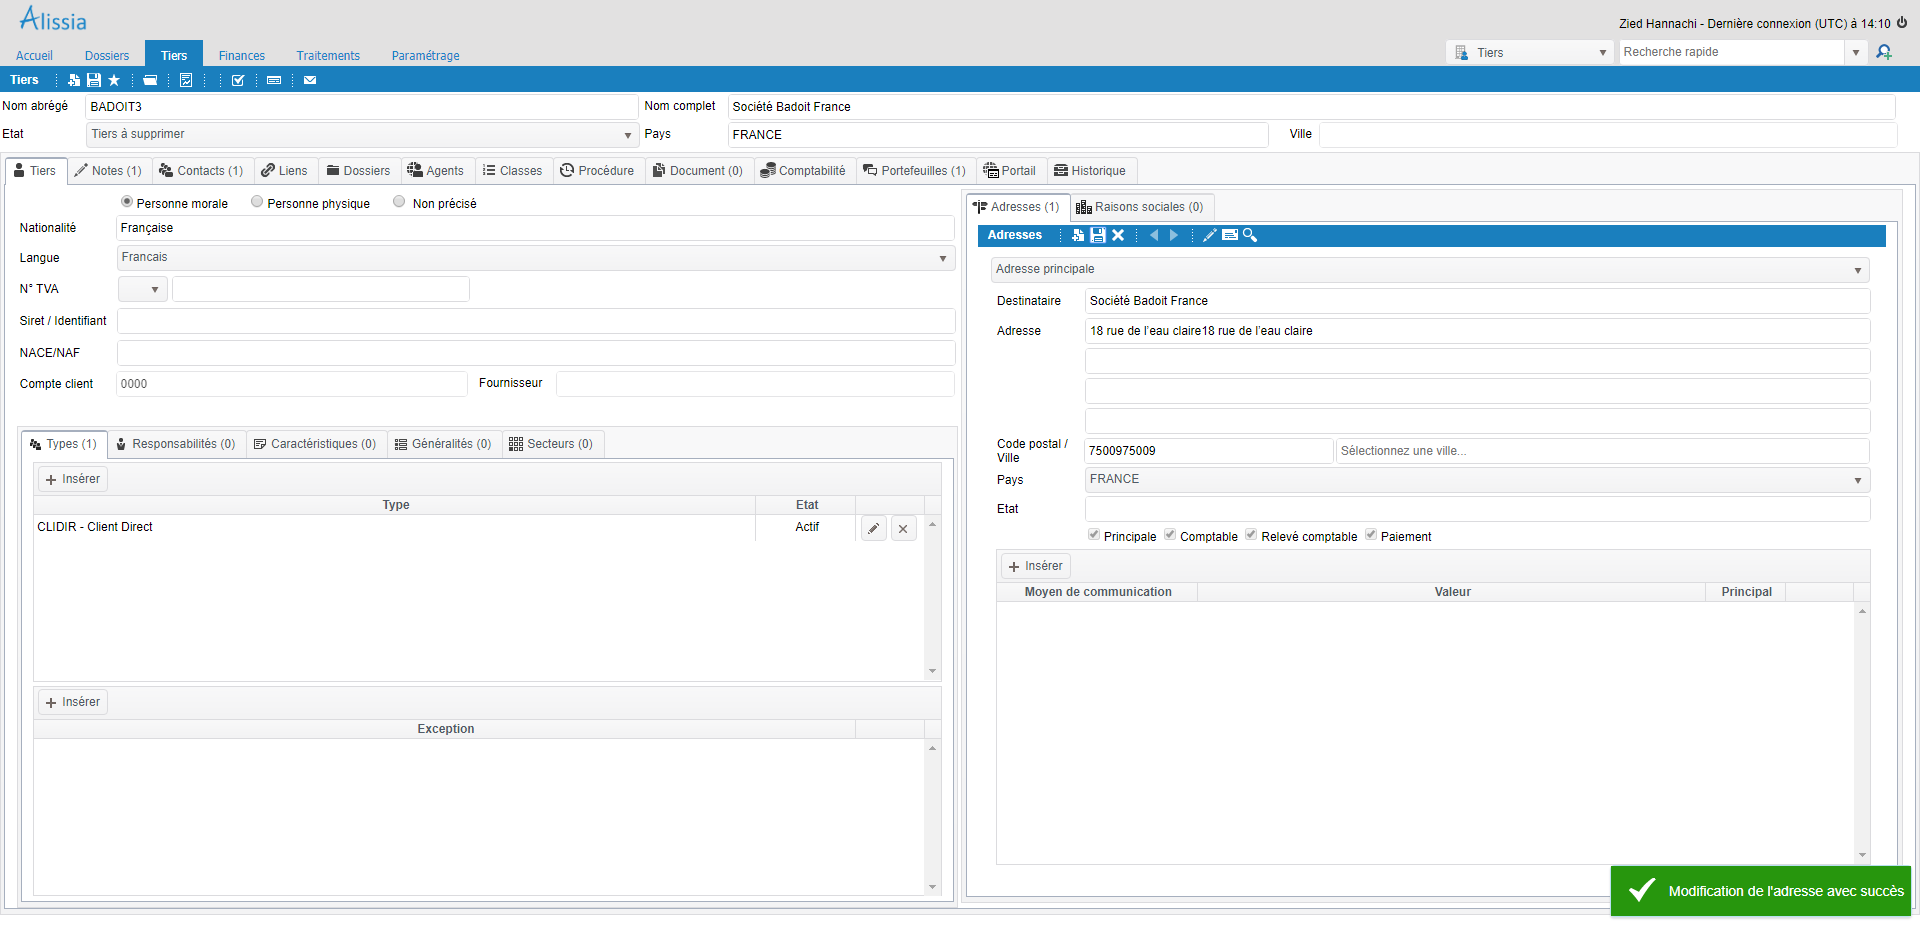 Alissia
Zied Hannachi - Dernière connexion (UTC) à 14:10
Accueil Dossiers Tiers Finances Traitements Paramétrage
Tiers Recherche rapide
Tiers
Nom abrégé BADOIT3 Nom complet Société Badoit France
Etat Tiers à supprimer Pays FRANCE Ville
Tiers Notes (1) Contacts (1) Liens Dossiers Agents Classes Procédure Document (0) Comptabilité Portefeuilles (1) Portail Historique
Personne morale Personne physique Non précisé
Nationalité Française
Langue Francais
N° TVA
Siret / Identifiant
NACE/NAF
Compte client 0000 Fournisseur
Types (1) Responsabilités (0) Caractéristiques (0) Généralités (0) Secteurs (0)
Insérer
Type Etat
CLIDIR - Client Direct Actif
Insérer
Exception
Adresses (1) Raisons sociales (0)
Adresses
Adresse principale
Destinataire Société Badoit France
Adresse 18 rue de l'eau claire18 rue de l'eau claire
Code postal / Ville 7500975009 Sélectionnez une ville...
Pays FRANCE
Etat
Principale Comptable Relevé comptable Paiement
Insérer
Moyen de communication Valeur Principal
Modification de l'adresse avec succès